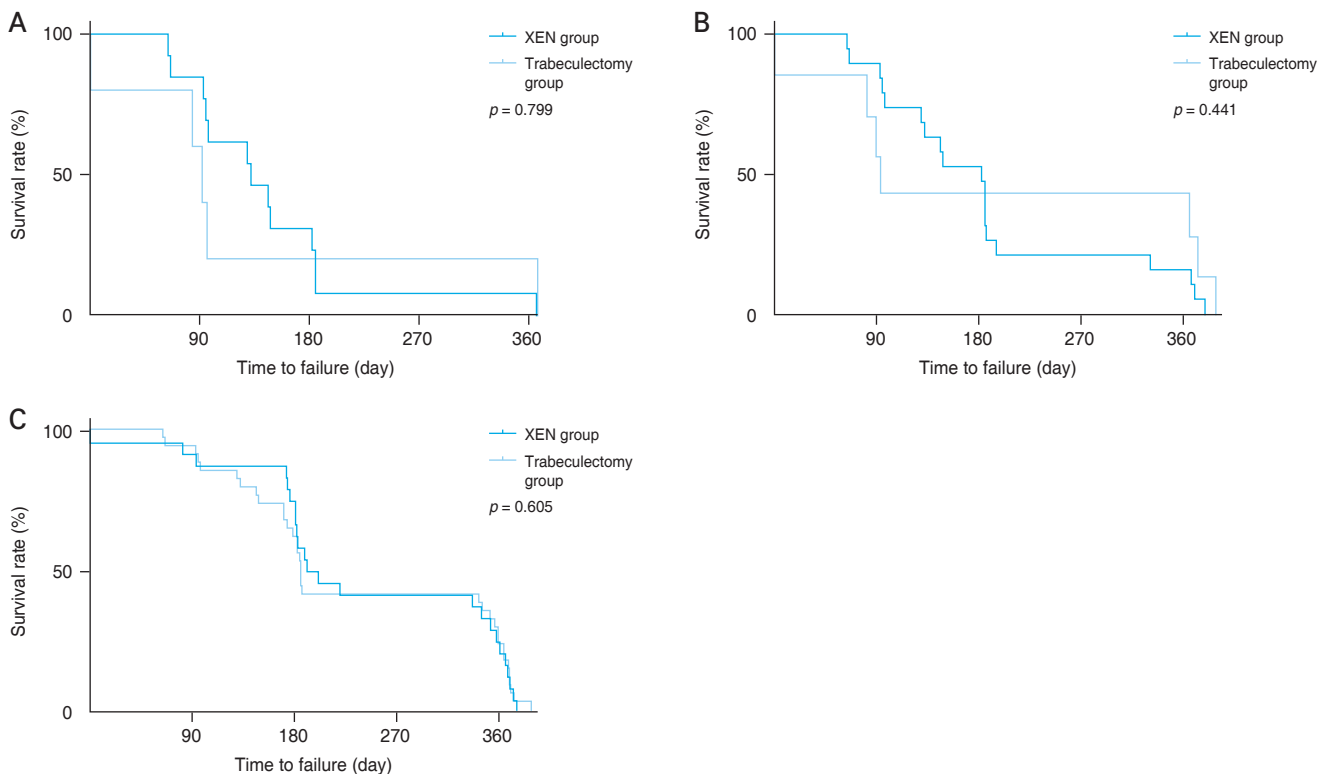 A
100
50
0
Survival rate (%)
90
180
270
360
Time to failure (day)
XEN group
Trabeculectomy
group
p = 0.799
B
100
50
0
Survival rate (%)
90
180
270
360
Time to failure (day)
XEN group
Trabeculectomy
group
p = 0.441
C
100
50
0
Survival rate (%)
90
180
270
360
Time to failure (day)
XEN group
Trabeculectomy
group
p = 0.605